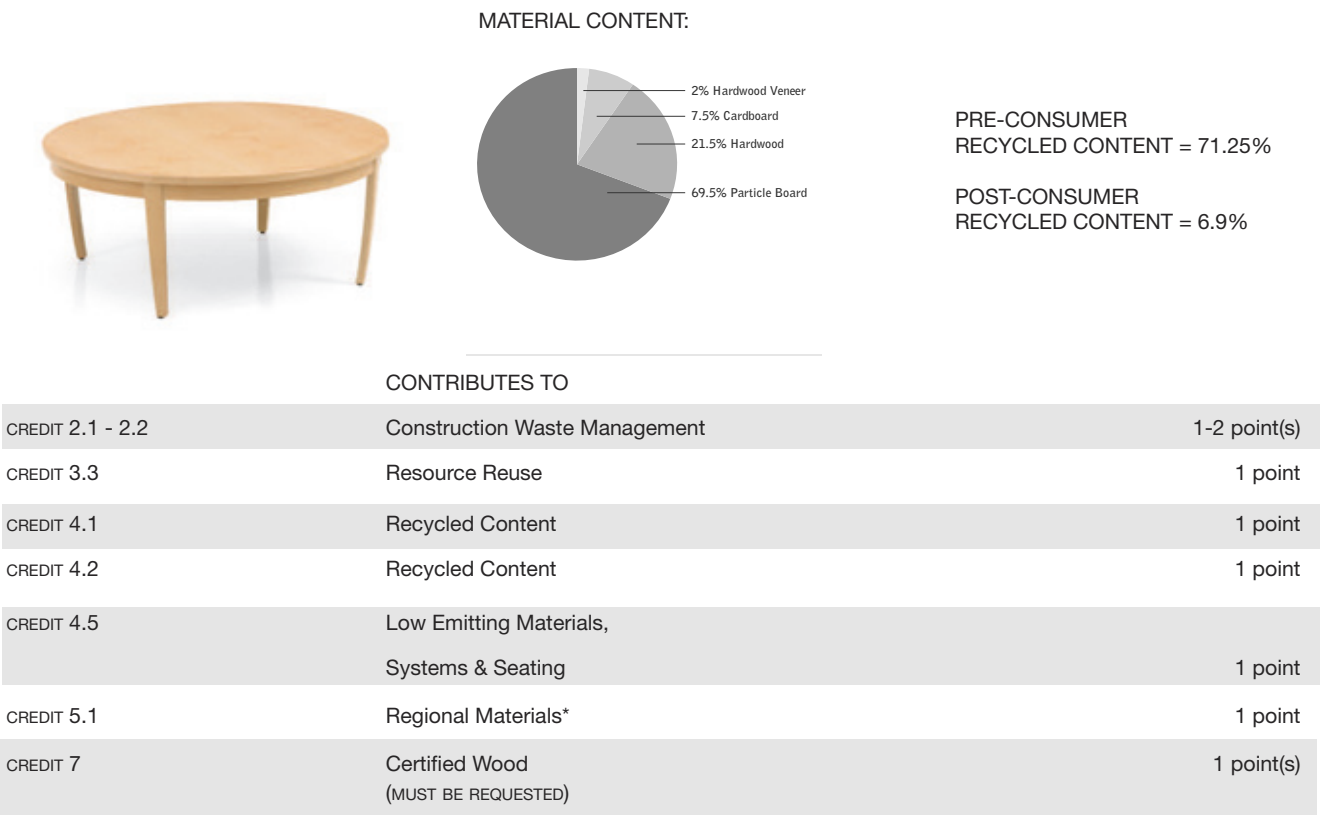 MATERIAL CONTENT:
2% Hardwood Veneer
7.5% Cardboard
21.5% Hardwood
69.5% Particle Board
PRE-CONSUMER
RECYCLED CONTENT = 71.25%
POST-CONSUMER
RECYCLED CONTENT = 6.9%
CONTRIBUTES TO
CREDIT 2.1 - 2.2 Construction Waste Management 1-2 point(s)
CREDIT 3.3 Resource Reuse 1 point
CREDIT 4.1 Recycled Content 1 point
CREDIT 4.2 Recycled Content 1 point
CREDIT 4.5 Low Emitting Materials,
Systems & Seating 1 point
CREDIT 5.1 Regional Materials* 1 point
CREDIT 7 Certified Wood 1 point(s)
(MUST BE REQUESTED)